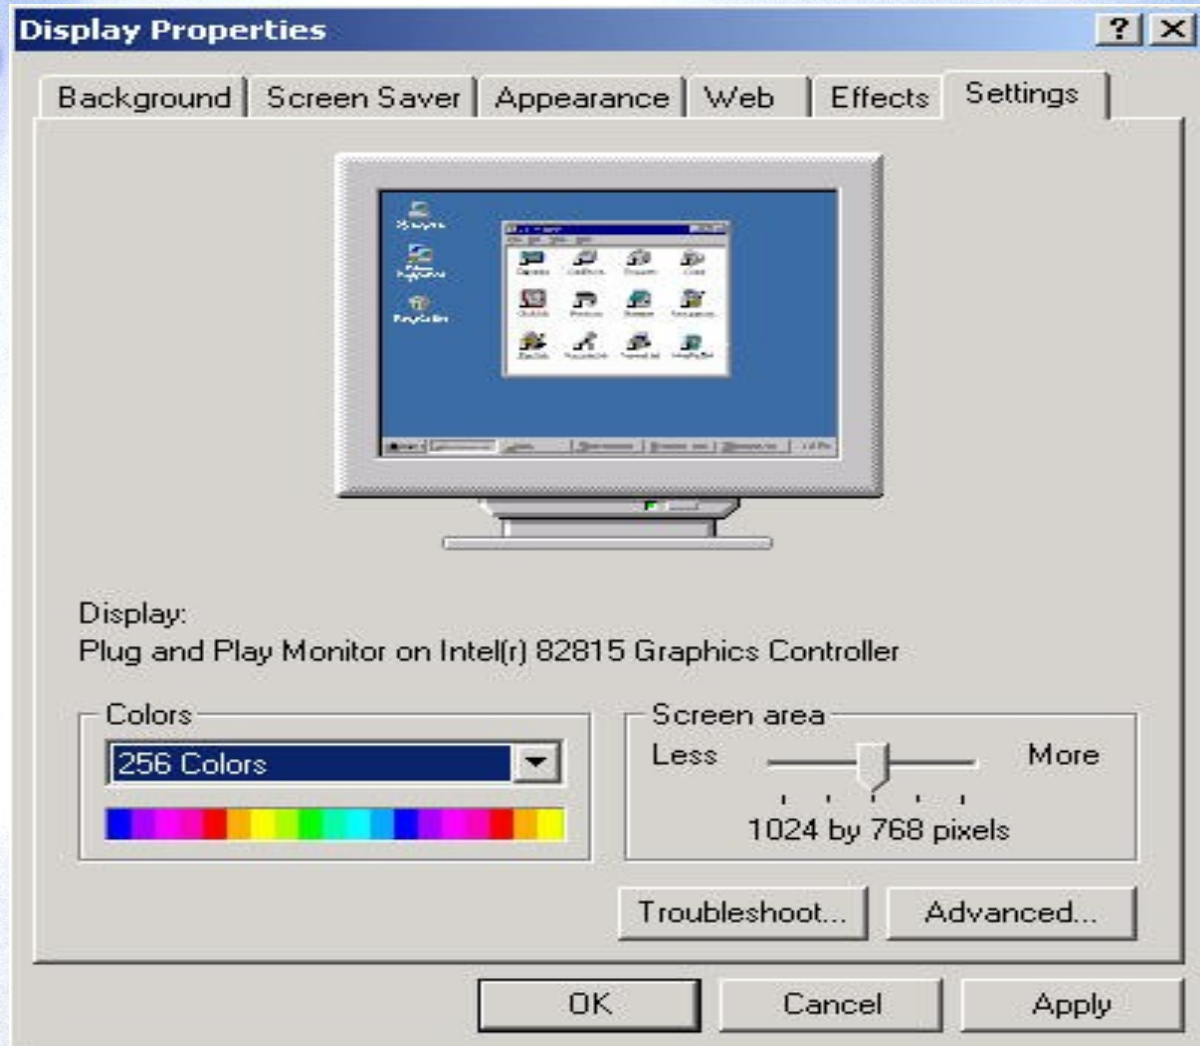 Display Properties
Background Screen Saver Appearance Web Effects Settings
Display:
Plug and Play Monitor on Intel(r) 82815 Graphics Controller
Colors
256 Colors
Screen area
Less More
1024 by 768 pixels
Troubleshoot... Advanced...
OK Cancel Apply